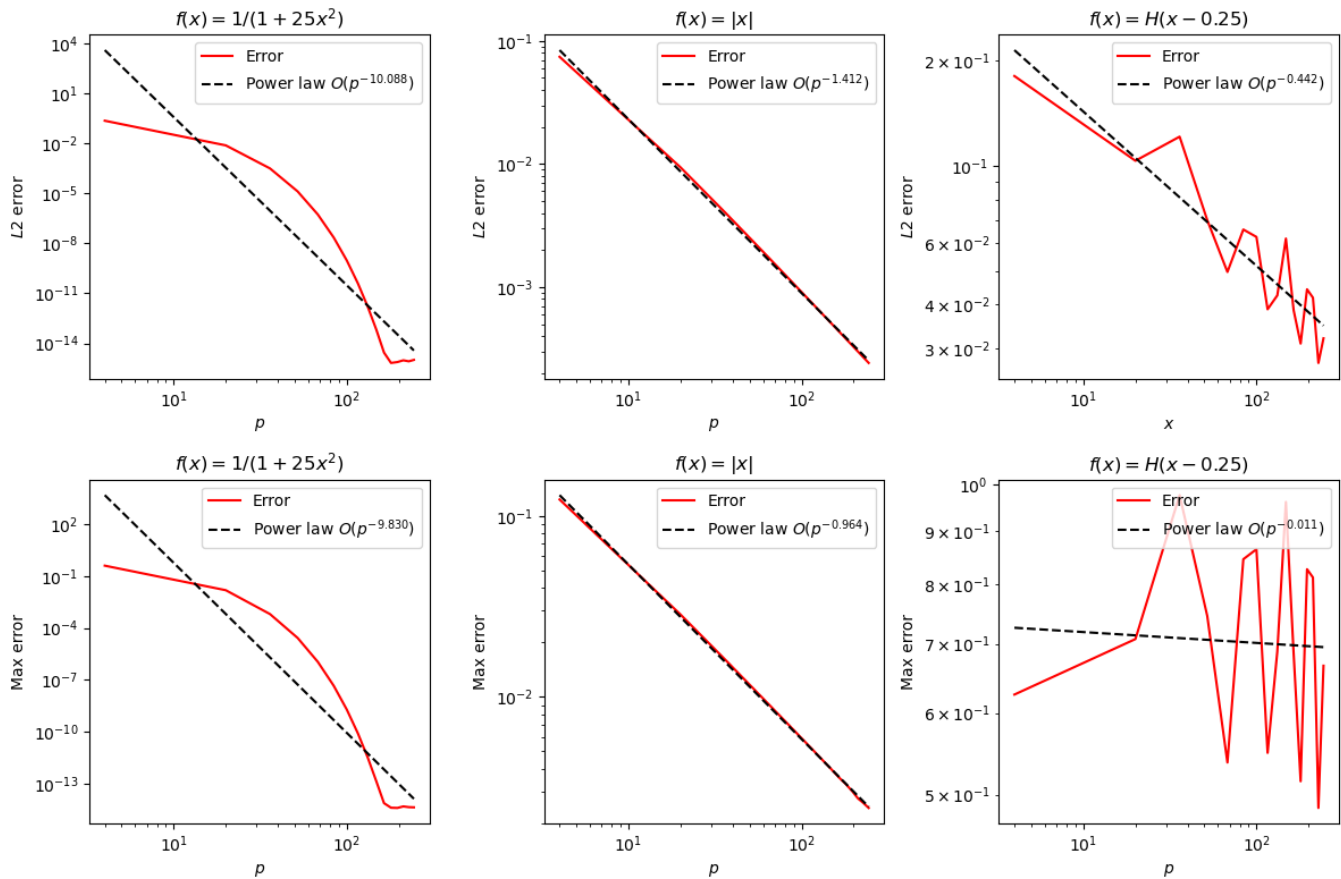 f(x) = 1/(1 + 25x²)
Error
Power law O(p⁻¹⁰·⁰⁸⁸)
10⁴
10¹
10⁻²
10⁻⁵
10⁻⁸
10⁻¹¹
10⁻¹⁴
L2 error
10¹
10²
p
f(x) = |x|
Error
Power law O(p⁻¹·⁴¹²)
10⁻¹
10⁻²
10⁻³
L2 error
10¹
10²
p
f(x) = H(x − 0.25)
Error
Power law O(p⁻⁰·⁴⁴²)
2 × 10⁻¹
10⁻¹
6 × 10⁻²
4 × 10⁻²
3 × 10⁻²
L2 error
10¹
10²
x
f(x) = 1/(1 + 25x²)
Error
Power law O(p⁻⁹·⁸³⁰)
10²
10⁻¹
10⁻⁴
10⁻⁷
10⁻¹⁰
10⁻¹³
Max error
10¹
10²
p
f(x) = |x|
Error
Power law O(p⁻⁰·⁹⁶⁴)
10⁻¹
10⁻²
Max error
10¹
10²
p
f(x) = H(x − 0.25)
Error
Power law O(p⁻⁰·⁰¹¹)
10⁰
9 × 10⁻¹
8 × 10⁻¹
7 × 10⁻¹
6 × 10⁻¹
5 × 10⁻¹
Max error
10¹
10²
p